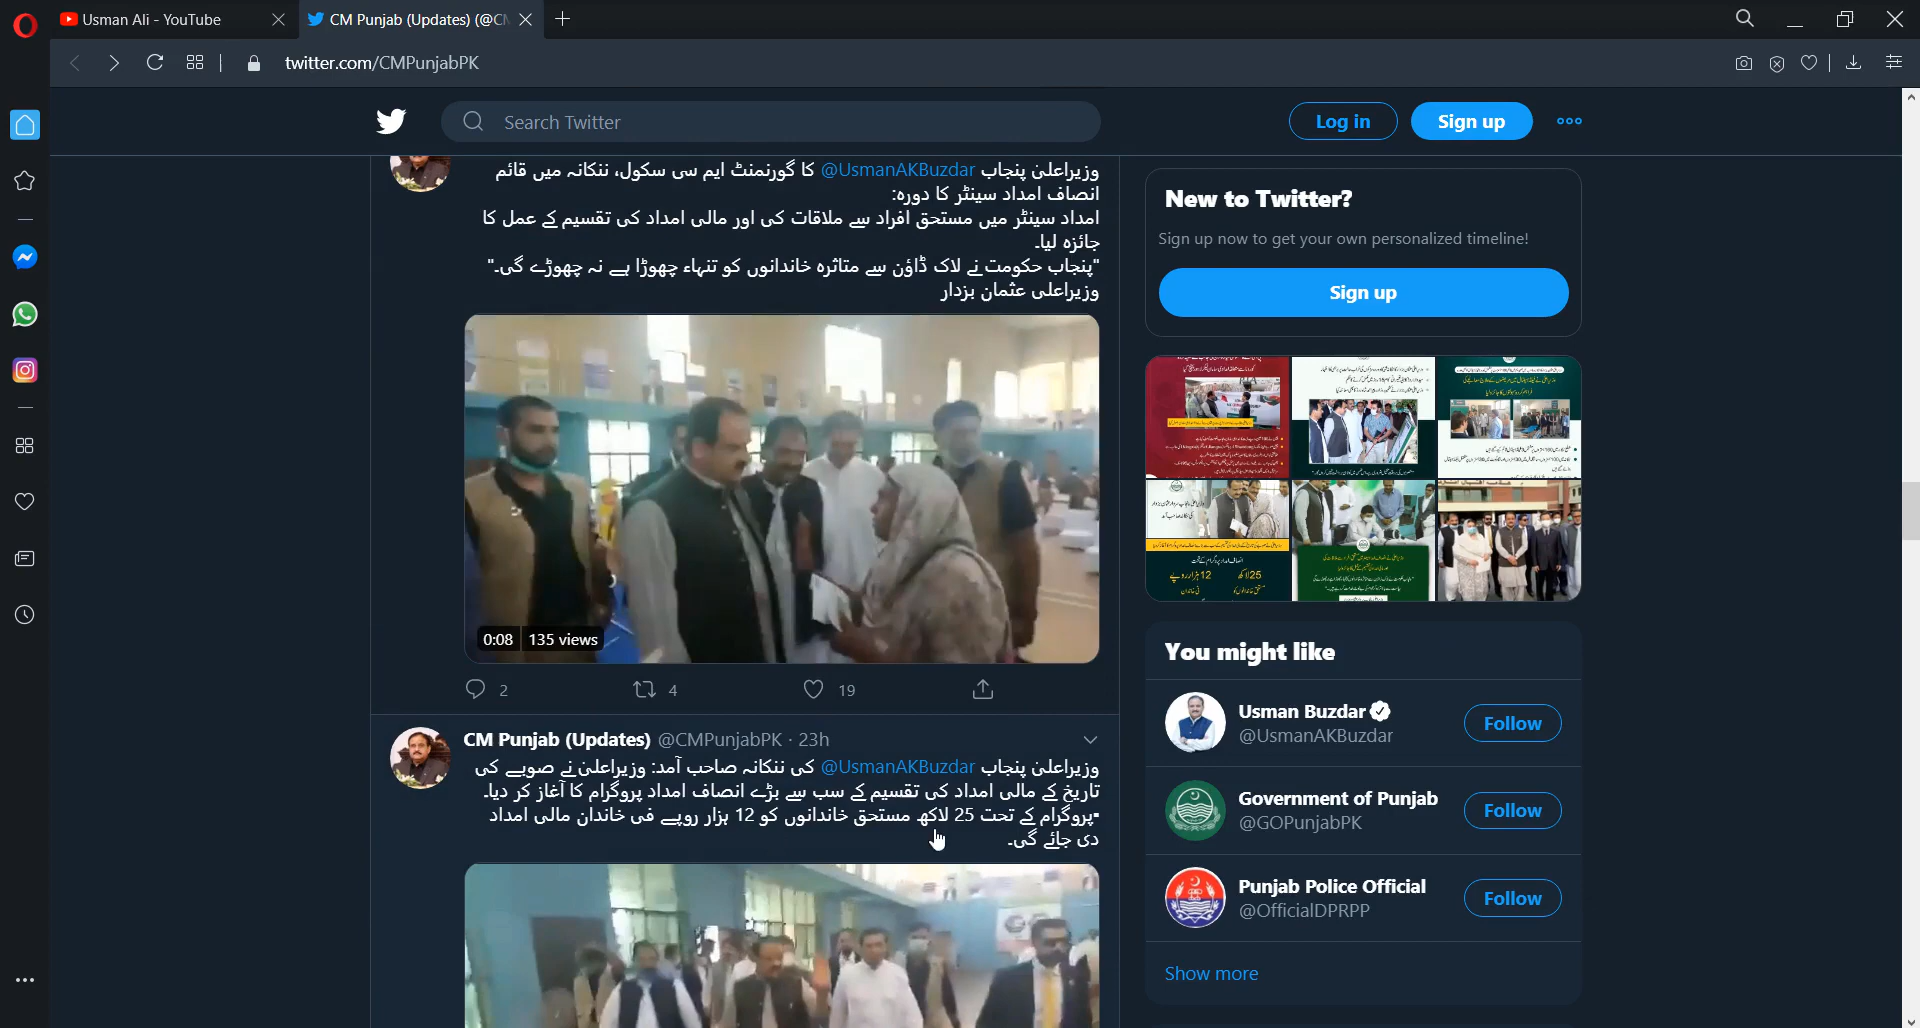 Usman Ali - YouTube
CM Punjab (Updates) (@CM
twitter.com/CMPunjabPK
Search Twitter
Log in
Sign up
وزیراعلیٰ پنجاب @UsmanAKBuzdar کا گورنمنٹ ایم سی سکول، ننکانہ میں قائم
انصاف امداد سینٹر کا دورہ:
امداد سینٹر میں مستحق افراد سے ملاقات کی اور مالی امداد کی تقسیم کے عمل کا
جائزہ لیا۔
"پنجاب حکومت نے لاک ڈاؤن سے متاثرہ خاندانوں کو تنہاء چھوڑا ہے نہ چھوڑے گی۔"
وزیراعلی عثمان بزدار
0:08
135 views
2
4
19
CM Punjab (Updates) @CMPunjabPK · 23h
وزیراعلیٰ پنجاب @UsmanAKBuzdar کی ننکانہ صاحب آمد: وزیراعلیٰ نے صوبے کی
تاریخ کے مالی امداد کی تقسیم کے سب سے بڑے انصاف امداد پروگرام کا آغاز کر دیا۔
▪پروگرام کے تحت 25 لاکھ مستحق خاندانوں کو 12 ہزار روپے فی خاندان مالی امداد
دی جائے گی۔
New to Twitter?
Sign up now to get your own personalized timeline!
Sign up
25لاکھ
12 ہزار روپے
You might like
Usman Buzdar
@UsmanAKBuzdar
Follow
Government of Punjab
@GOPunjabPK
Follow
Punjab Police Official
@OfficialDPRPP
Follow
Show more